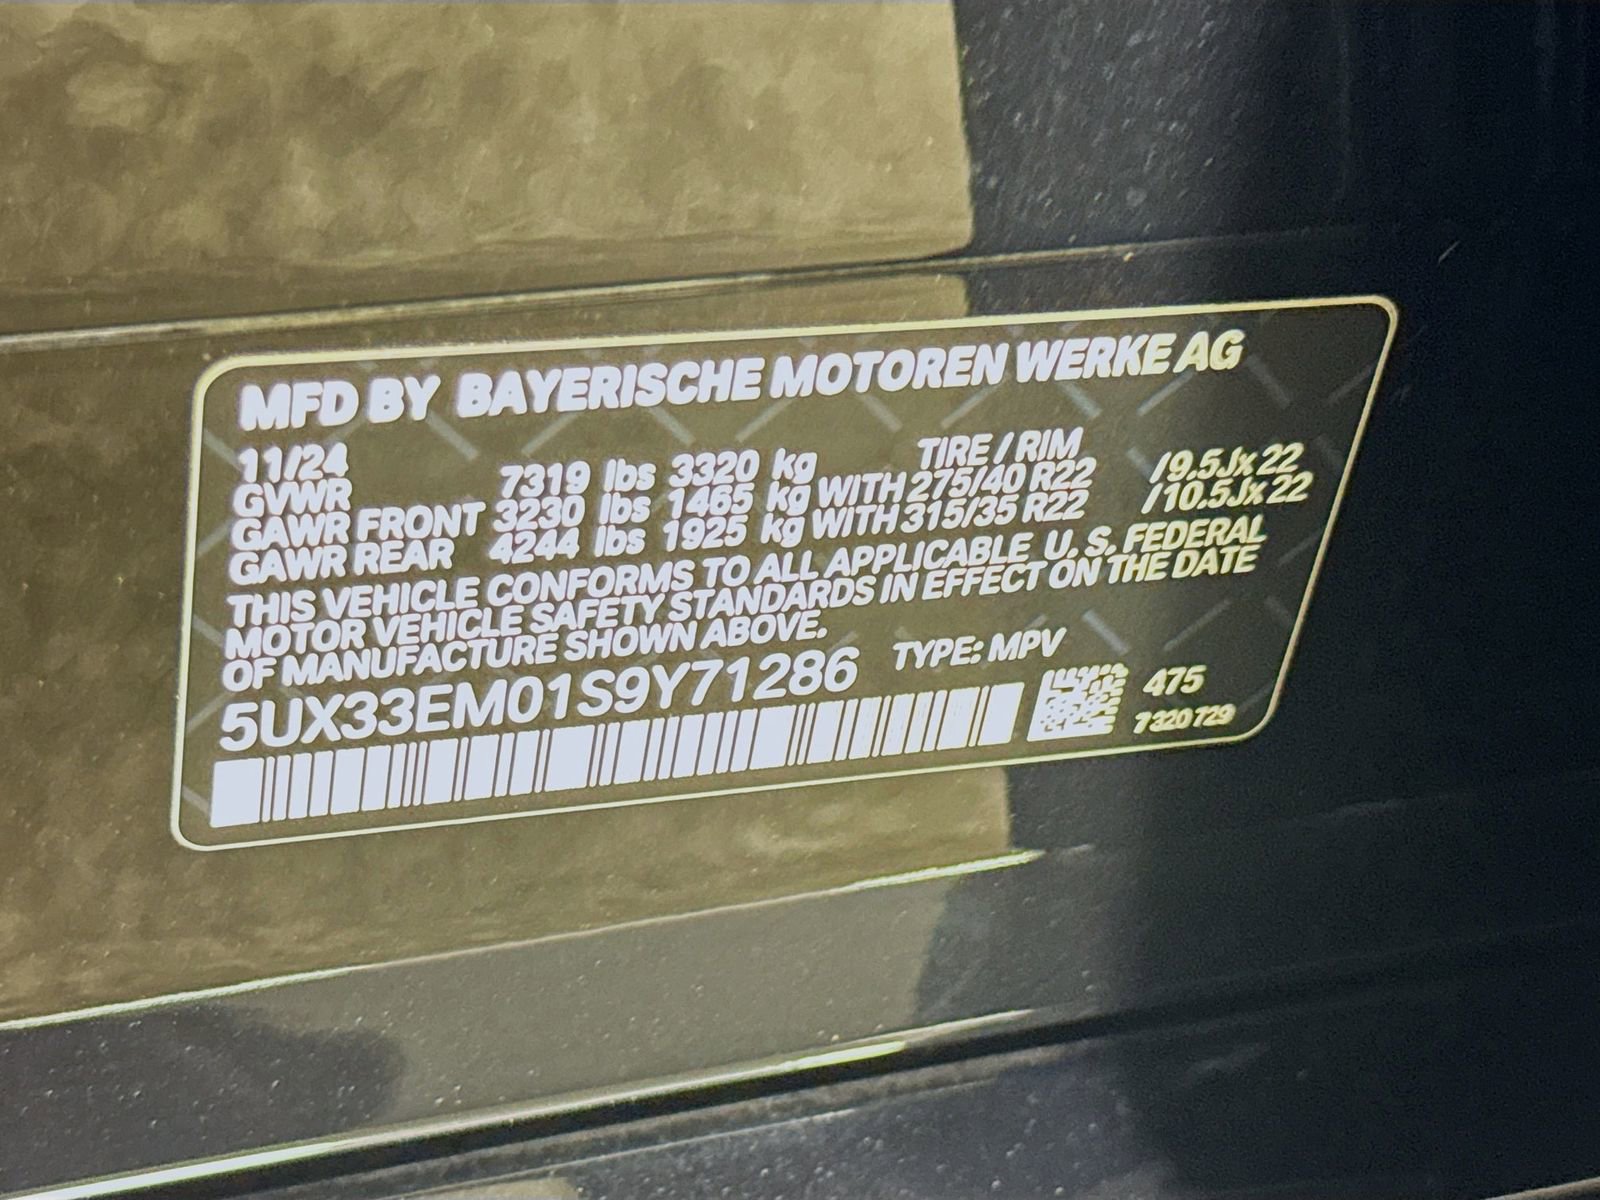 MFD BY BAYERISCHE MOTOREN WERKE AG
11/24 TIRE / RIM
GVWR 7319 lbs 3320 kg
GAWR FRONT 3230 lbs 1465 kg WITH 275/40 R22 /9,5Jx22
GAWR REAR 4244 lbs 1925 kg WITH 315/35 R22 /10,5Jx22
THIS VEHICLE CONFORMS TO ALL APPLICABLE U. S. FEDERAL
MOTOR VEHICLE SAFETY STANDARDS IN EFFECT ON THE DATE
OF MANUFACTURE SHOWN ABOVE.
5UX33EM01S9Y71286 TYPE: MPV
475
7320729